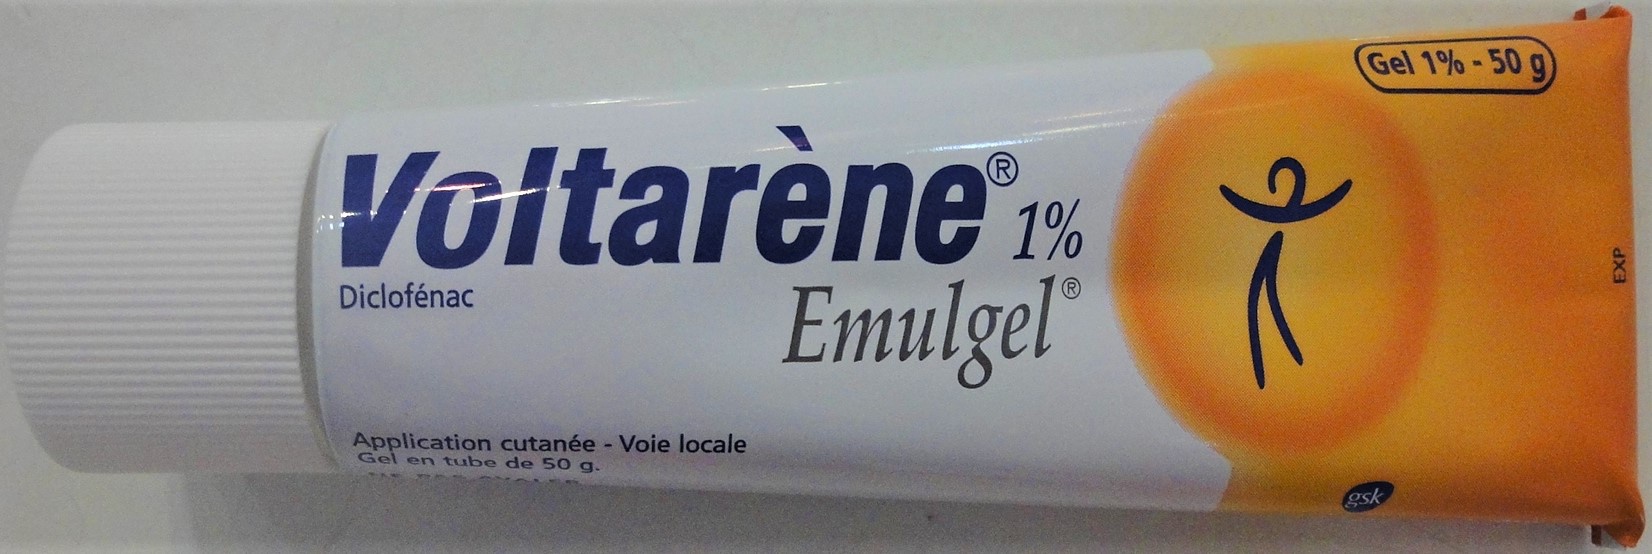 Gel 1% - 50 g
Voltarène® 1%
Diclofénac
Emulgel®
EXP
Application cutanée - Voie locale
Gel en tube de 50 g.
gsk